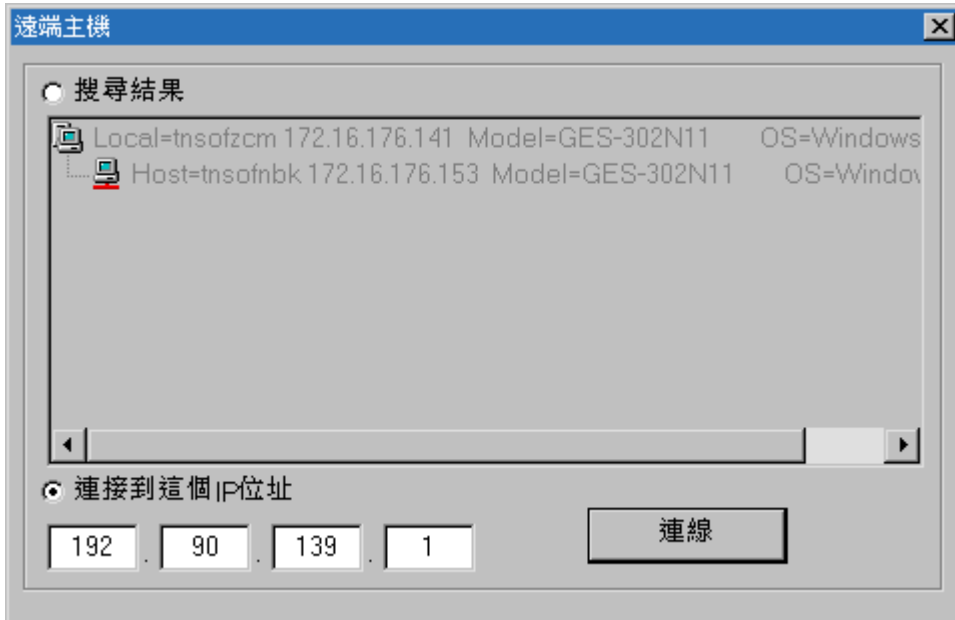 遠端主機
搜尋結果
Local=tnsofzcm 172.16.176.141 Model=GES-302N11 OS=Windows
Host=tnsofnbk 172.16.176.153 Model=GES-302N11 OS=Window
連接到這個IP位址
192 . 90 . 139 . 1
連線